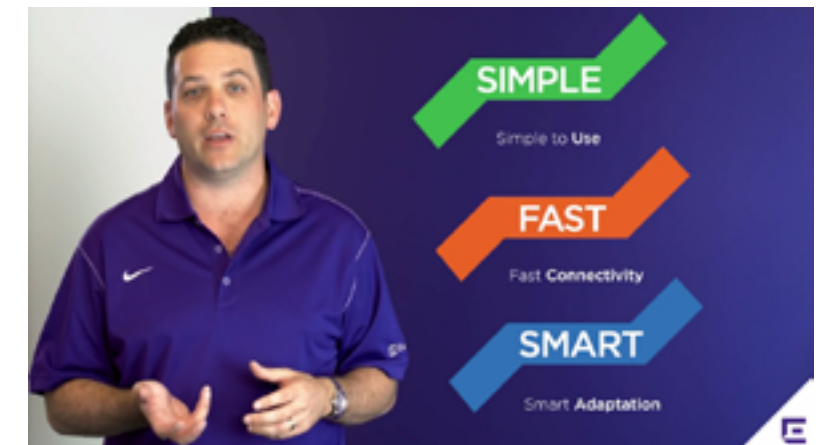 SIMPLE
Simple to Use
FAST
Fast Connectivity
SMART
Smart Adaptation